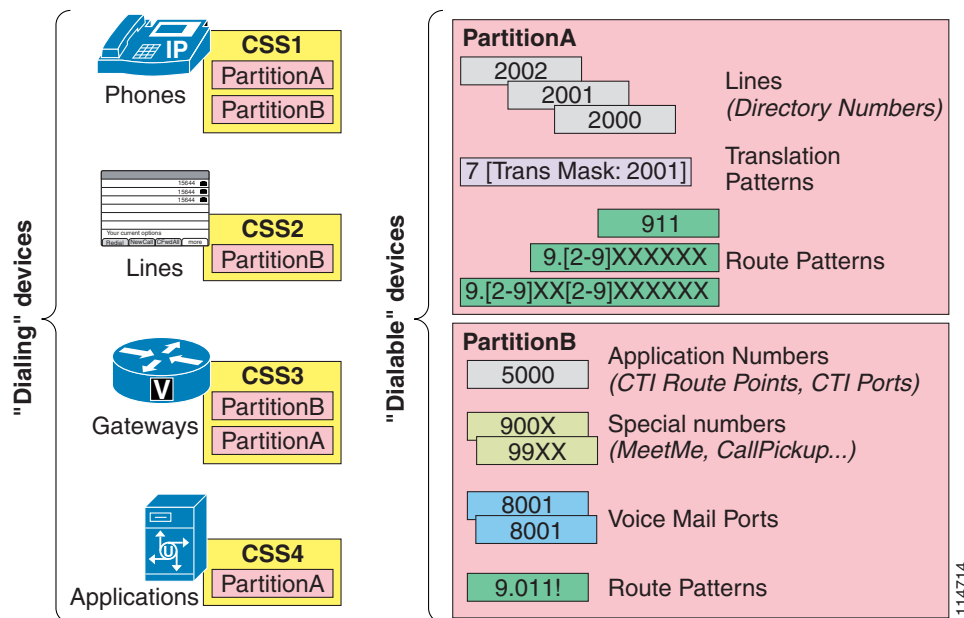 "Dialing" devices
IP
Phones
CSS1
PartitionA
PartitionB
15644
15644
15644
Your current options
Redial NewCall CFwdAll more
Lines
CSS2
PartitionB
V
Gateways
CSS3
PartitionB
PartitionA
U
Applications
CSS4
PartitionA
"Dialable" devices
PartitionA
2002
2001
2000
Lines
(Directory Numbers)
7 [Trans Mask: 2001]
Translation
Patterns
911
9.[2-9]XXXXXX
9.[2-9]XX[2-9]XXXXXX
Route Patterns
PartitionB
5000
Application Numbers
(CTI Route Points, CTI Ports)
900X
99XX
Special numbers
(MeetMe, CallPickup...)
8001
8001
Voice Mail Ports
9.011!
Route Patterns
114714